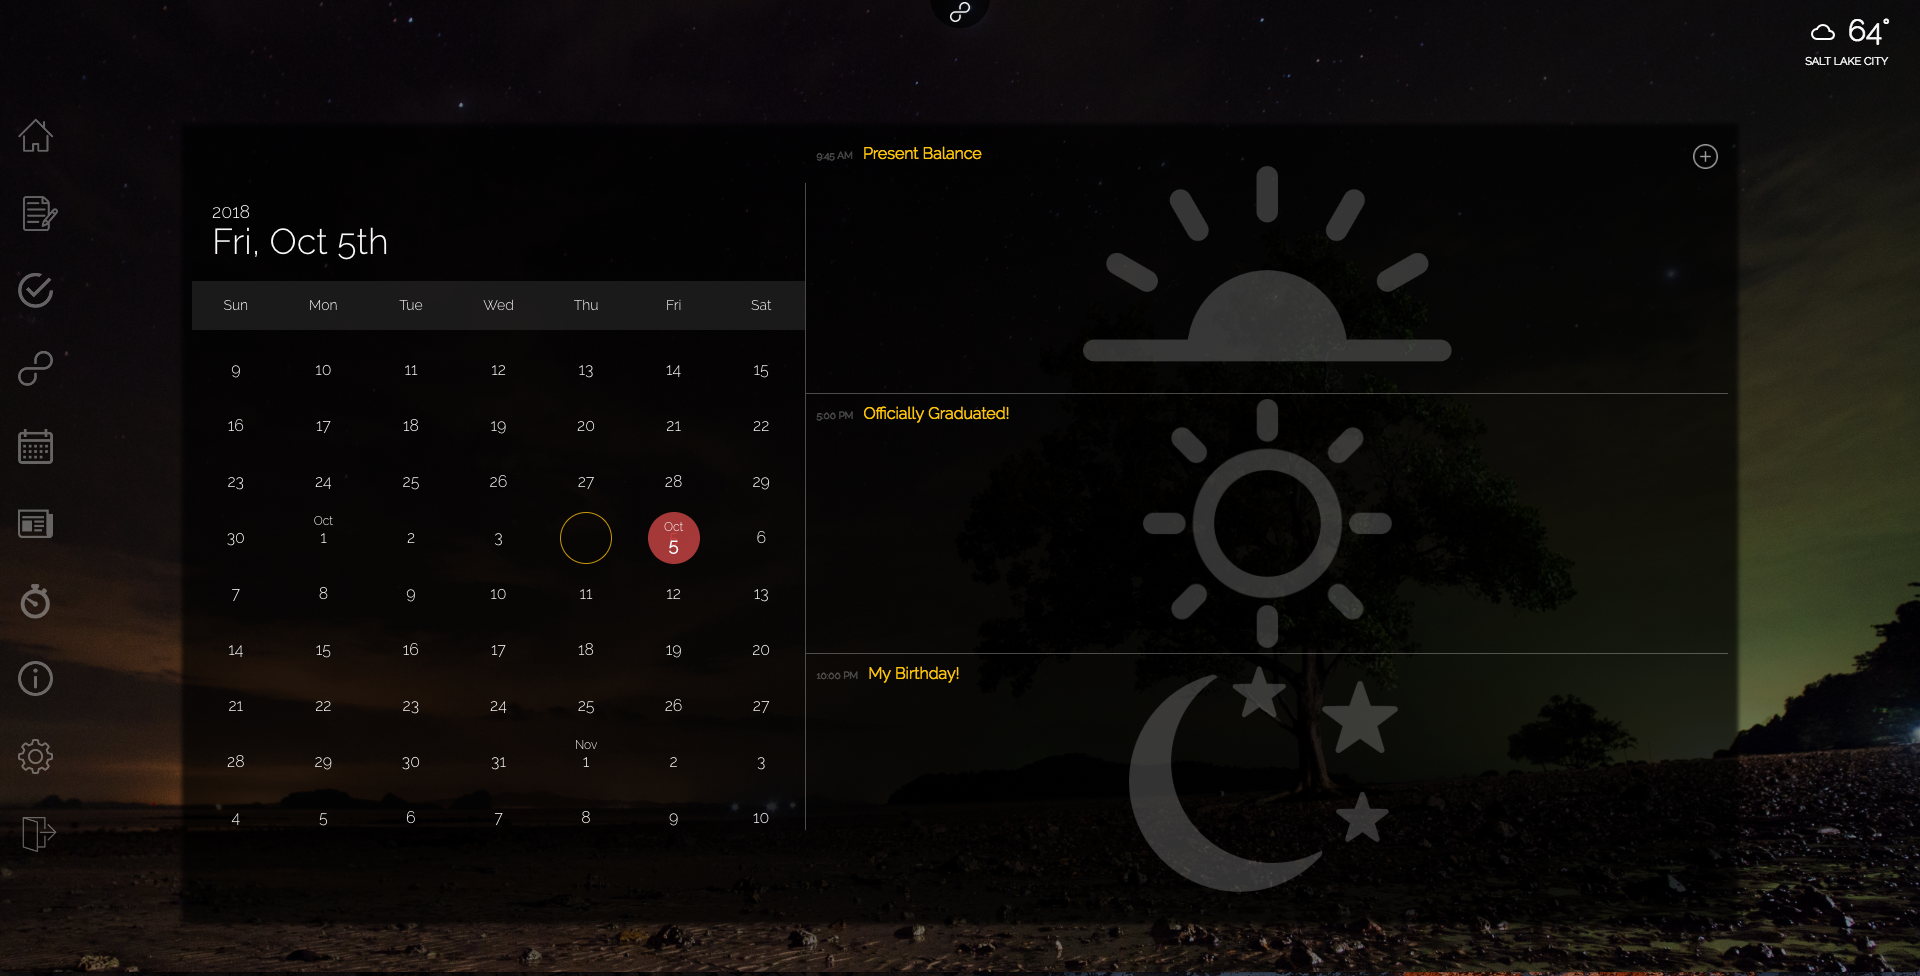 64°
SALT LAKE CITY
2018
Fri, Oct 5th
Sun Mon Tue Wed Thu Fri Sat
9 10 11 12 13 14 15
16 17 18 19 20 21 22
23 24 25 26 27 28 29
Oct Oct
30 1 2 3 5 6
7 8 9 10 11 12 13
14 15 16 17 18 19 20
21 22 23 24 25 26 27
Nov
28 29 30 31 1 2 3
4 5 6 7 8 9 10
9:45 AM Present Balance
5:00 PM Officially Graduated!
10:00 PM My Birthday!